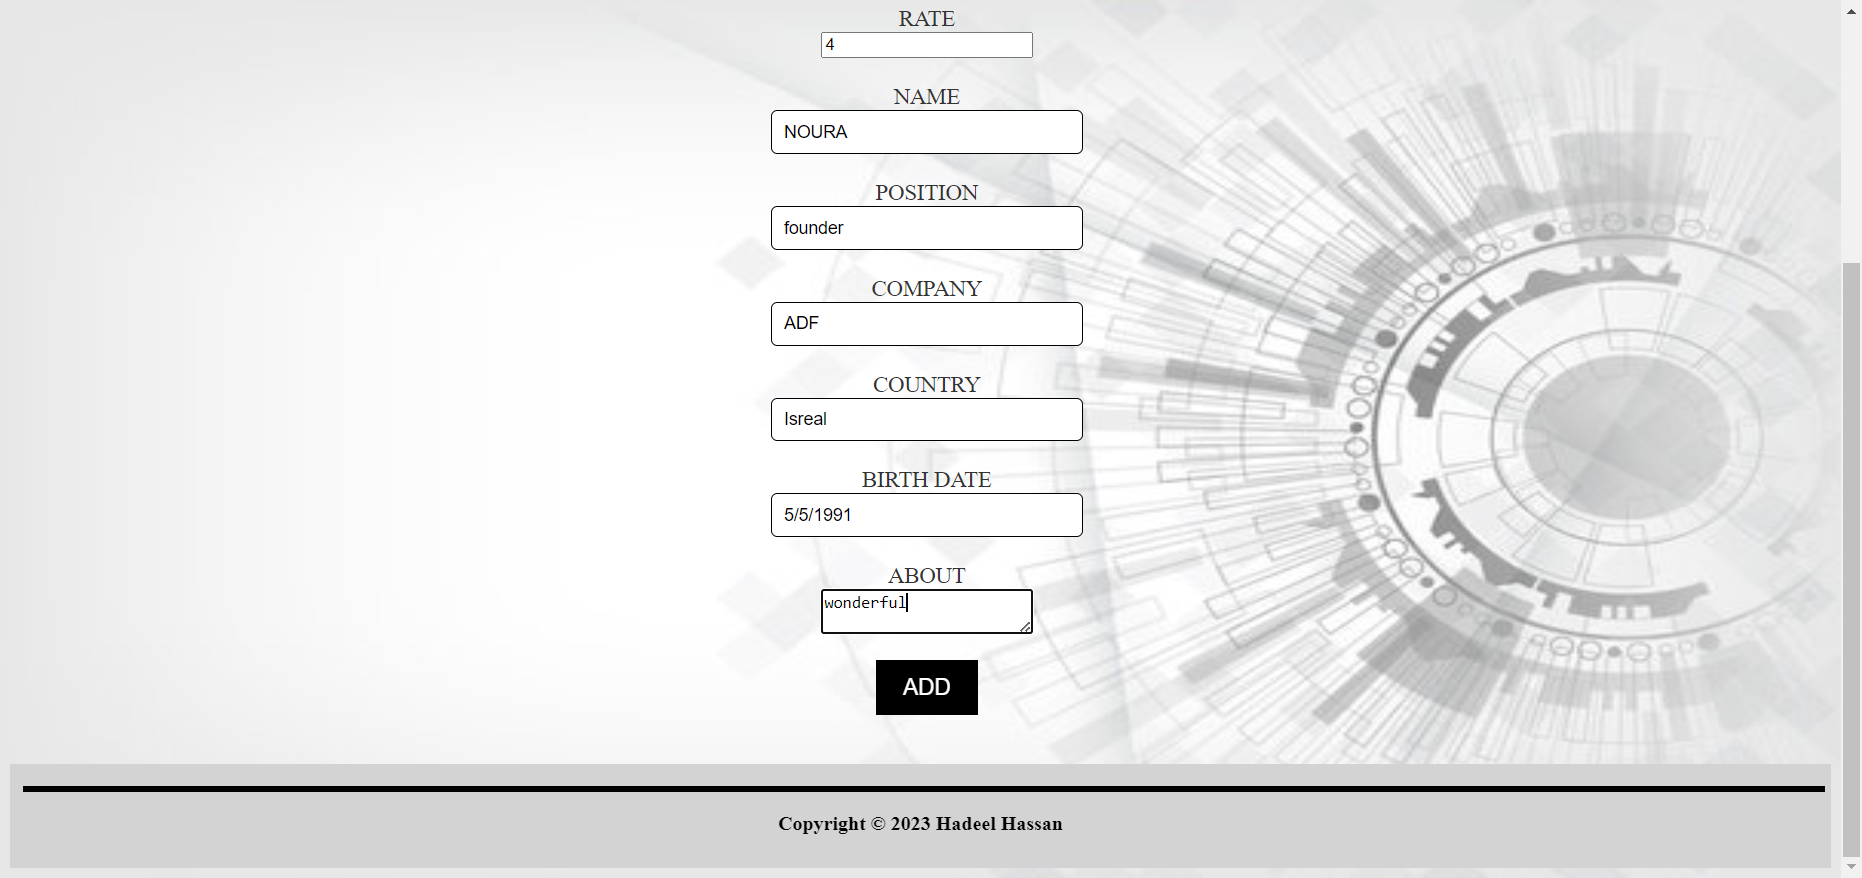 RATE
4
NAME
NOURA
POSITION
founder
COMPANY
ADF
COUNTRY
Isreal
BIRTH DATE
5/5/1991
ABOUT
wonderful
ADD
Copyright © 2023 Hadeel Hassan